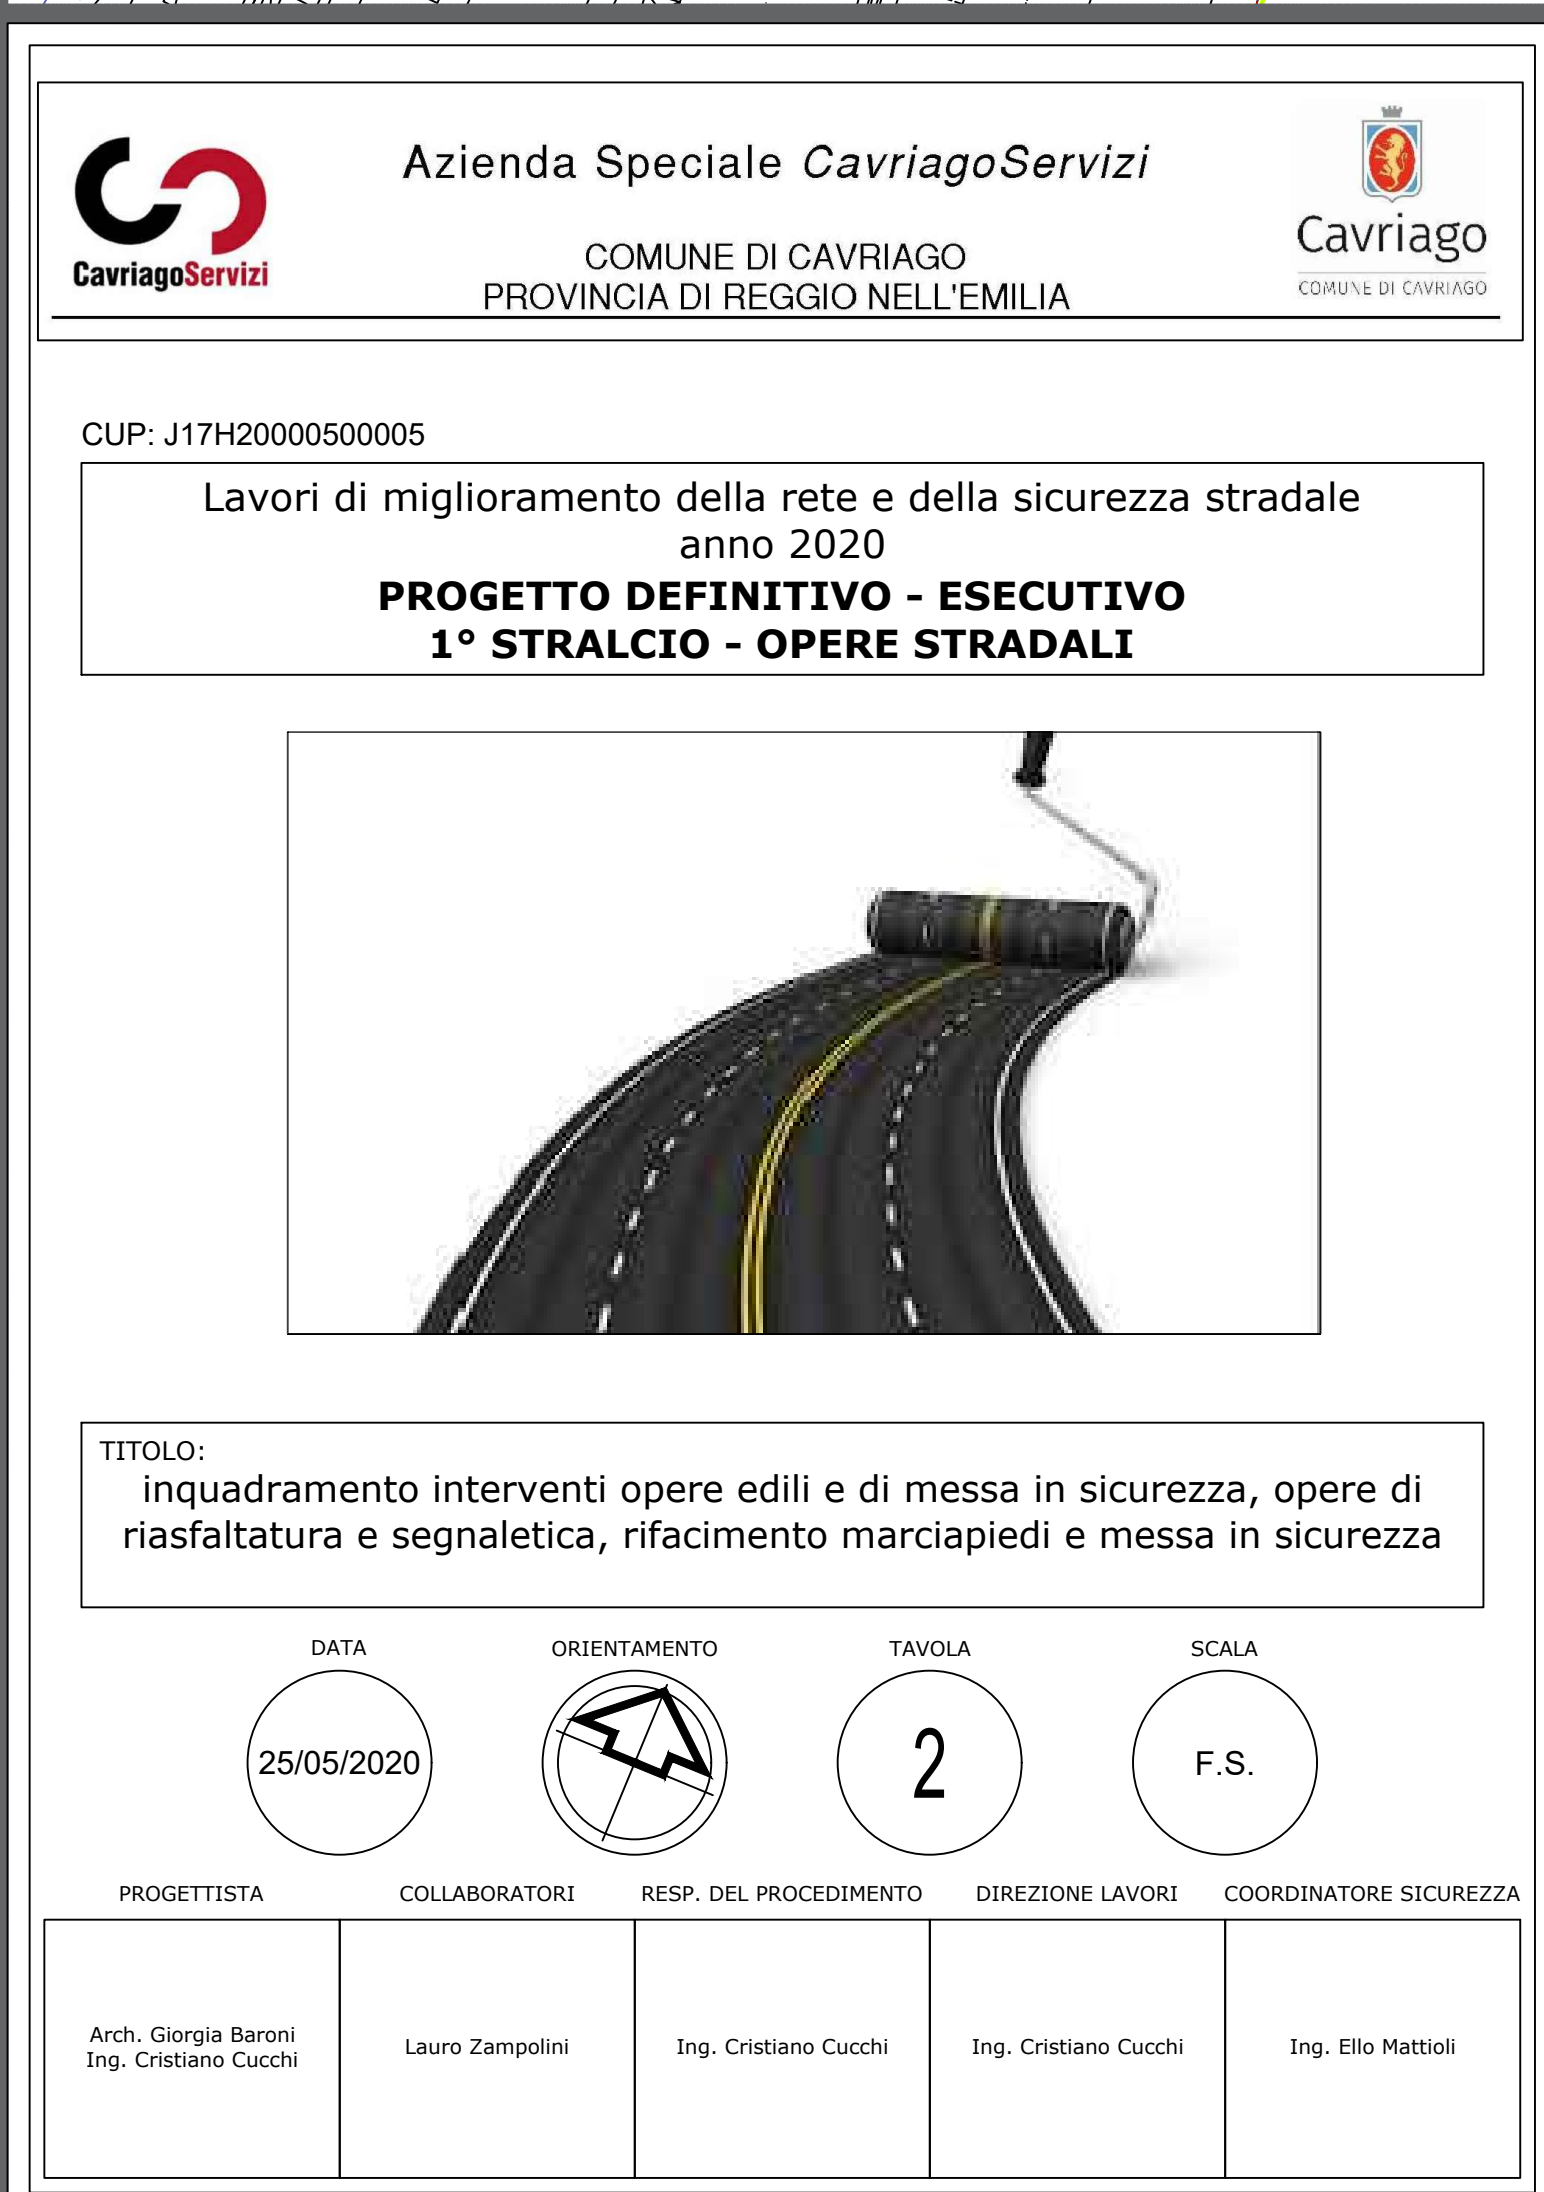 Azienda Speciale CavriagoServizi
CavriagoServizi
COMUNE DI CAVRIAGO
PROVINCIA DI REGGIO NELL'EMILIA
Cavriago
COMUNE DI CAVRIAGO
CUP: J17H20000500005
Lavori di miglioramento della rete e della sicurezza stradale
anno 2020
PROGETTO DEFINITIVO - ESECUTIVO
1° STRALCIO - OPERE STRADALI
TITOLO:
inquadramento interventi opere edili e di messa in sicurezza, opere di
riasfaltatura e segnaletica, rifacimento marciapiedi e messa in sicurezza
DATA ORIENTAMENTO TAVOLA SCALA
25/05/2020 2 F.S.
PROGETTISTA COLLABORATORI RESP. DEL PROCEDIMENTO DIREZIONE LAVORI COORDINATORE SICUREZZA
Arch. Giorgia Baroni
Ing. Cristiano Cucchi
Lauro Zampolini
Ing. Cristiano Cucchi
Ing. Cristiano Cucchi
Ing. Ello Mattioli